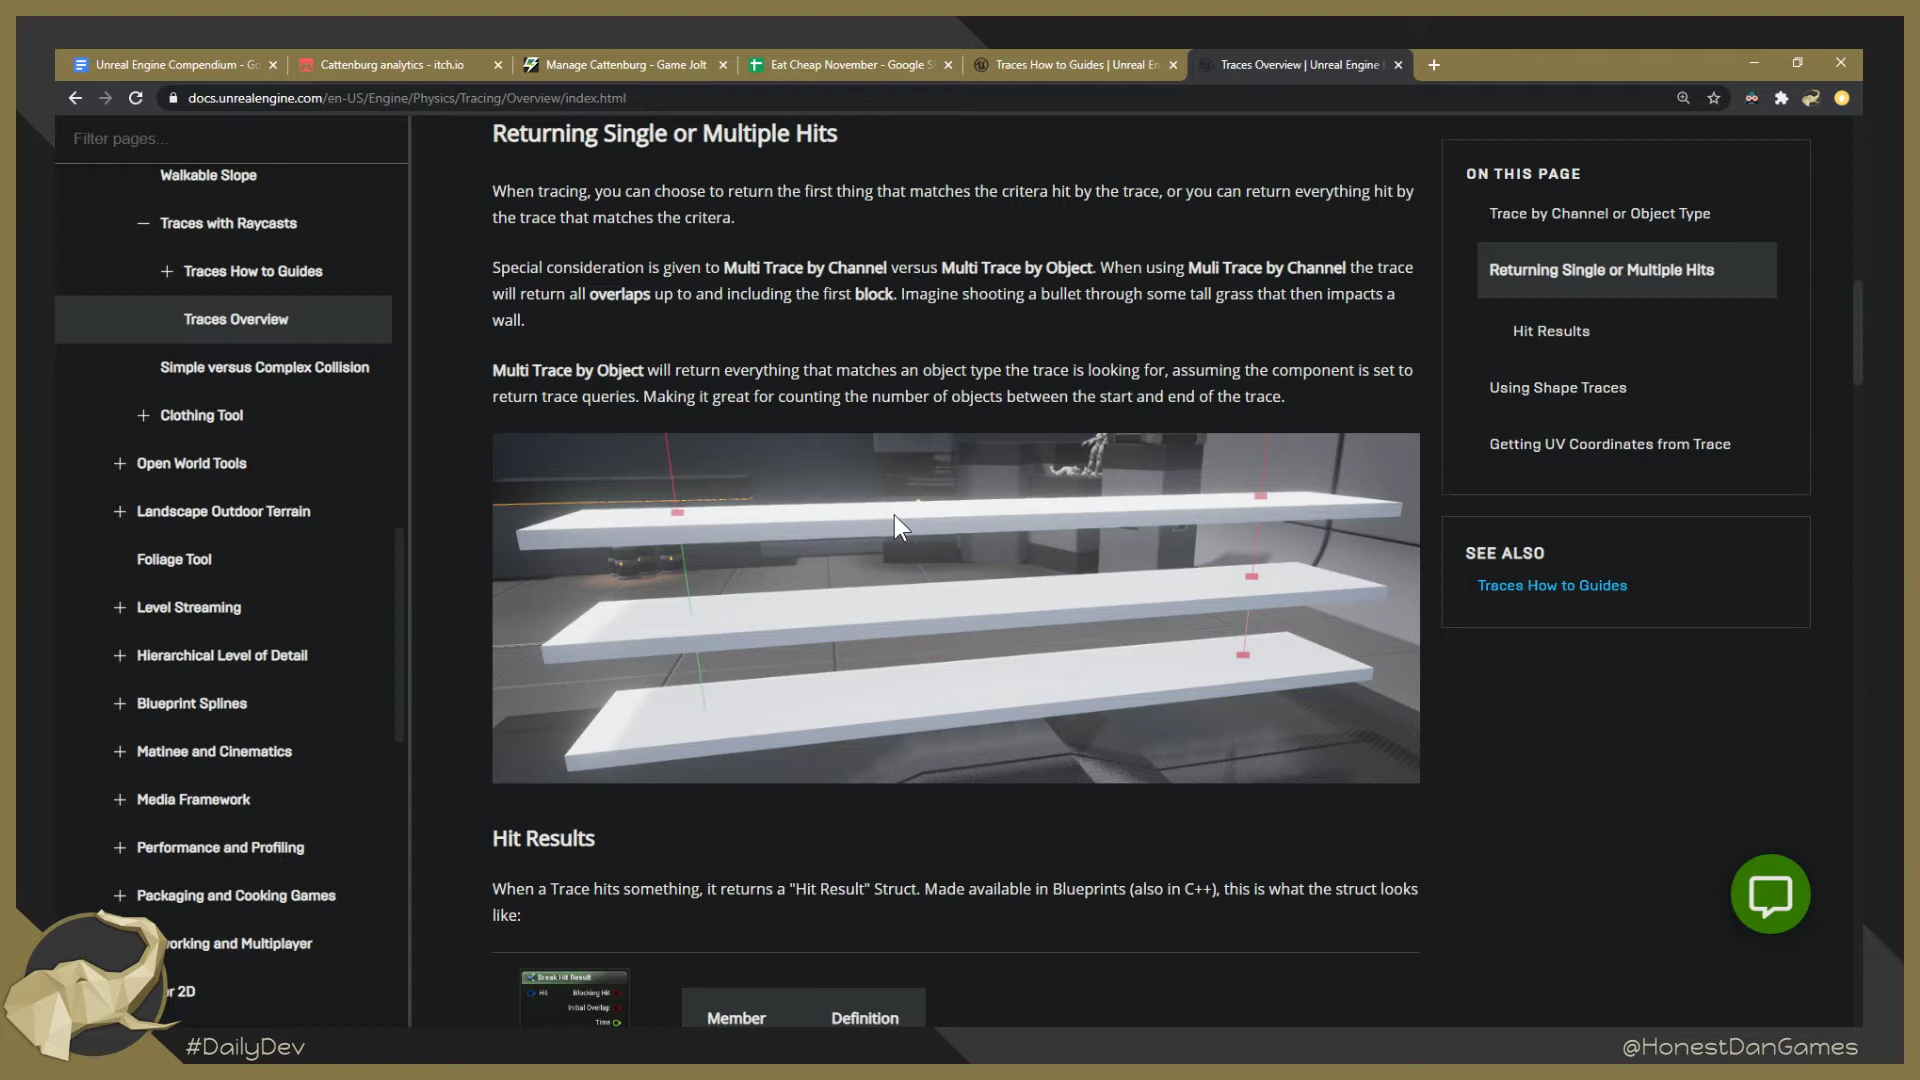 Unreal Engine Compendium - Go
Cattenburg analytics - itch.io
Manage Cattenburg - Game Jolt
Eat Cheap November - Google S
Traces How to Guides | Unreal En
Traces Overview | Unreal Engine
docs.unrealengine.com/en-US/Engine/Physics/Tracing/Overview/index.html
Filter pages...
Walkable Slope
Traces with Raycasts
Traces How to Guides
Traces Overview
Simple versus Complex Collision
Clothing Tool
Open World Tools
Landscape Outdoor Terrain
Foliage Tool
Level Streaming
Hierarchical Level of Detail
Blueprint Splines
Matinee and Cinematics
Media Framework
Performance and Profiling
Packaging and Cooking Games
orking and Multiplayer
r 2D
Returning Single or Multiple Hits
When tracing, you can choose to return the first thing that matches the critera hit by the trace, or you can return everything hit by
the trace that matches the critera.
Special consideration is given to Multi Trace by Channel versus Multi Trace by Object. When using Muli Trace by Channel the trace
will return all overlaps up to and including the first block. Imagine shooting a bullet through some tall grass that then impacts a
wall.
Multi Trace by Object will return everything that matches an object type the trace is looking for, assuming the component is set to
return trace queries. Making it great for counting the number of objects between the start and end of the trace.
Hit Results
When a Trace hits something, it returns a "Hit Result" Struct. Made available in Blueprints (also in C++), this is what the struct looks
like:
Break Hit Result
Hit Blocking Hit
Initial Overlap
Time
Member Definition
ON THIS PAGE
Trace by Channel or Object Type
Returning Single or Multiple Hits
Hit Results
Using Shape Traces
Getting UV Coordinates from Trace
SEE ALSO
Traces How to Guides
#DailyDev
@HonestDanGames